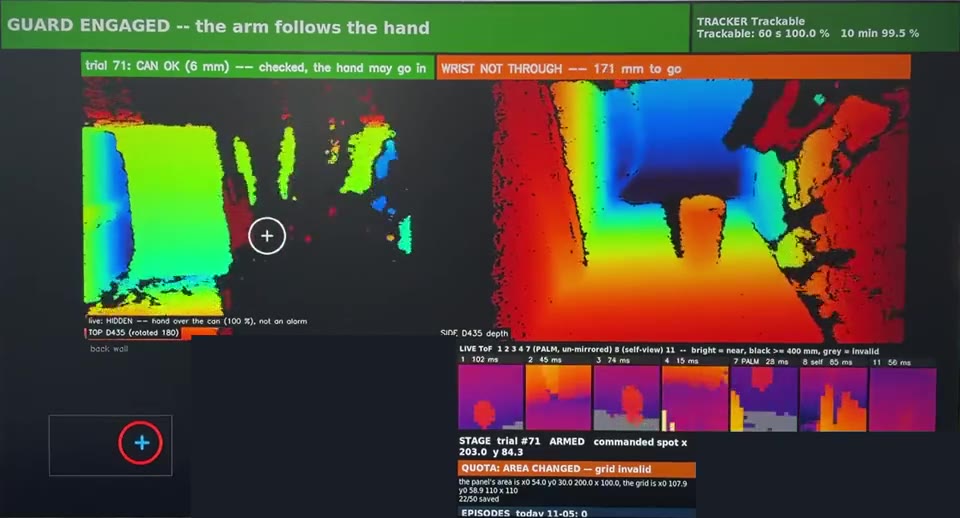 GUARD ENGAGED -- the arm follows the hand
TRACKER Trackable
Trackable: 60 s 100.0 % 10 min 99.5 %
trial 71: CAN OK (6 mm) -- checked, the hand may go in
WRIST NOT THROUGH -- 171 mm to go
live: HIDDEN -- hand over the can (100 %), not an alarm
TOP D435 (rotated 180)
SIDE D435 depth
back wall
LIVE ToF 1 2 3 4 7 (PALM, un-mirrored) 8 (self-view) 11 -- bright = near, black >= 400 mm, grey = invalid
1 102 ms
2 45 ms
3 74 ms
4 15 ms
7 PALM 28 ms
8 self 85 ms
11 56 ms
STAGE trial #71 ARMED commanded spot x
203.0 y 84.3
QUOTA: AREA CHANGED — grid invalid
the panel's area is x0 54.0 y0 30.0 200.0 x 100.0, the grid is x0 107.9
y0 58.9 110 x 110
22/50 saved
EPISODES today 11-05: 0